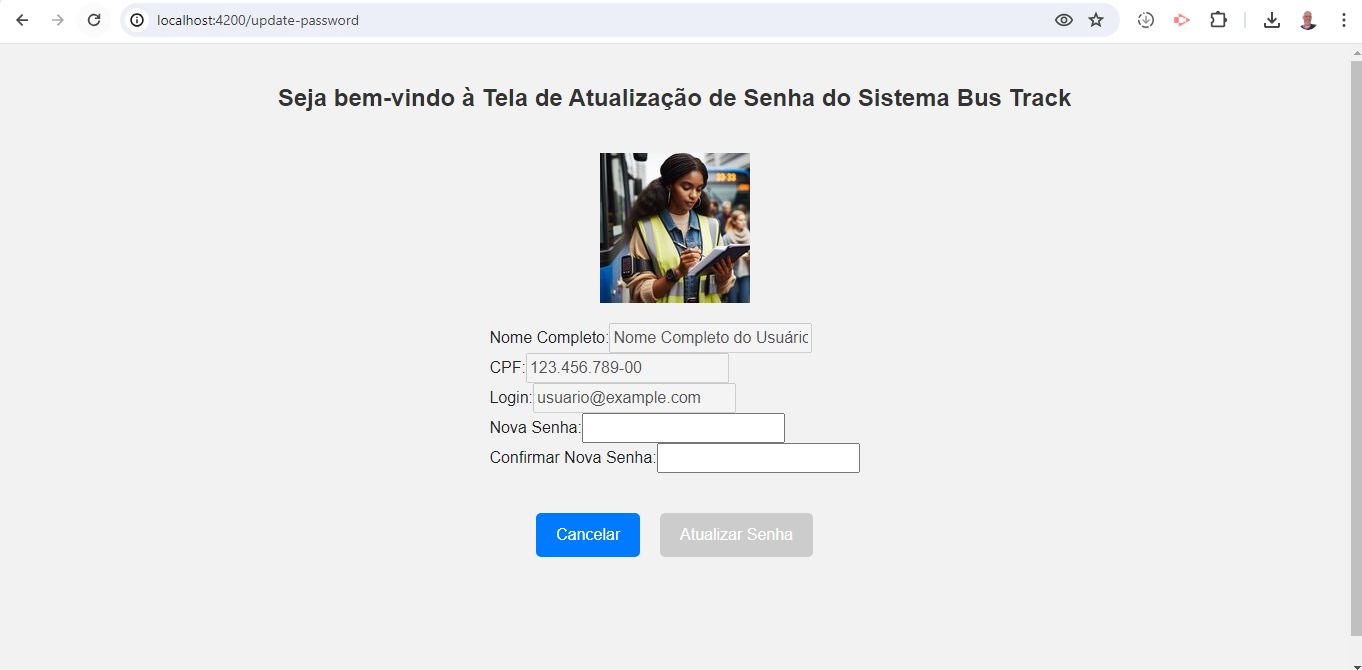 localhost:4200/update-password
Seja bem-vindo à Tela de Atualização de Senha do Sistema Bus Track
33-33
Nome Completo: Nome Completo do Usuário
CPF: 123.456.789-00
Login: usuario@example.com
Nova Senha:
Confirmar Nova Senha:
Cancelar Atualizar Senha